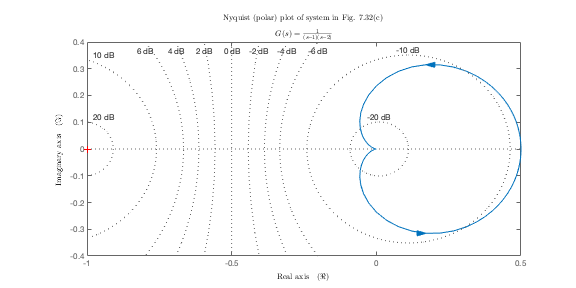 Nyquist (polar) plot of system in Fig. 7.32(c)
G(s) = 1/((s-1)(s-2))
10 dB 6 dB 4 dB 2 dB 0 dB -2 dB -4 dB -6 dB -10 dB
20 dB -20 dB
0.4
0.3
0.2
0.1
0
-0.1
-0.2
-0.3
-0.4
Imaginary axis (ℑ)
-1 -0.5 0 0.5
Real axis (ℜ)